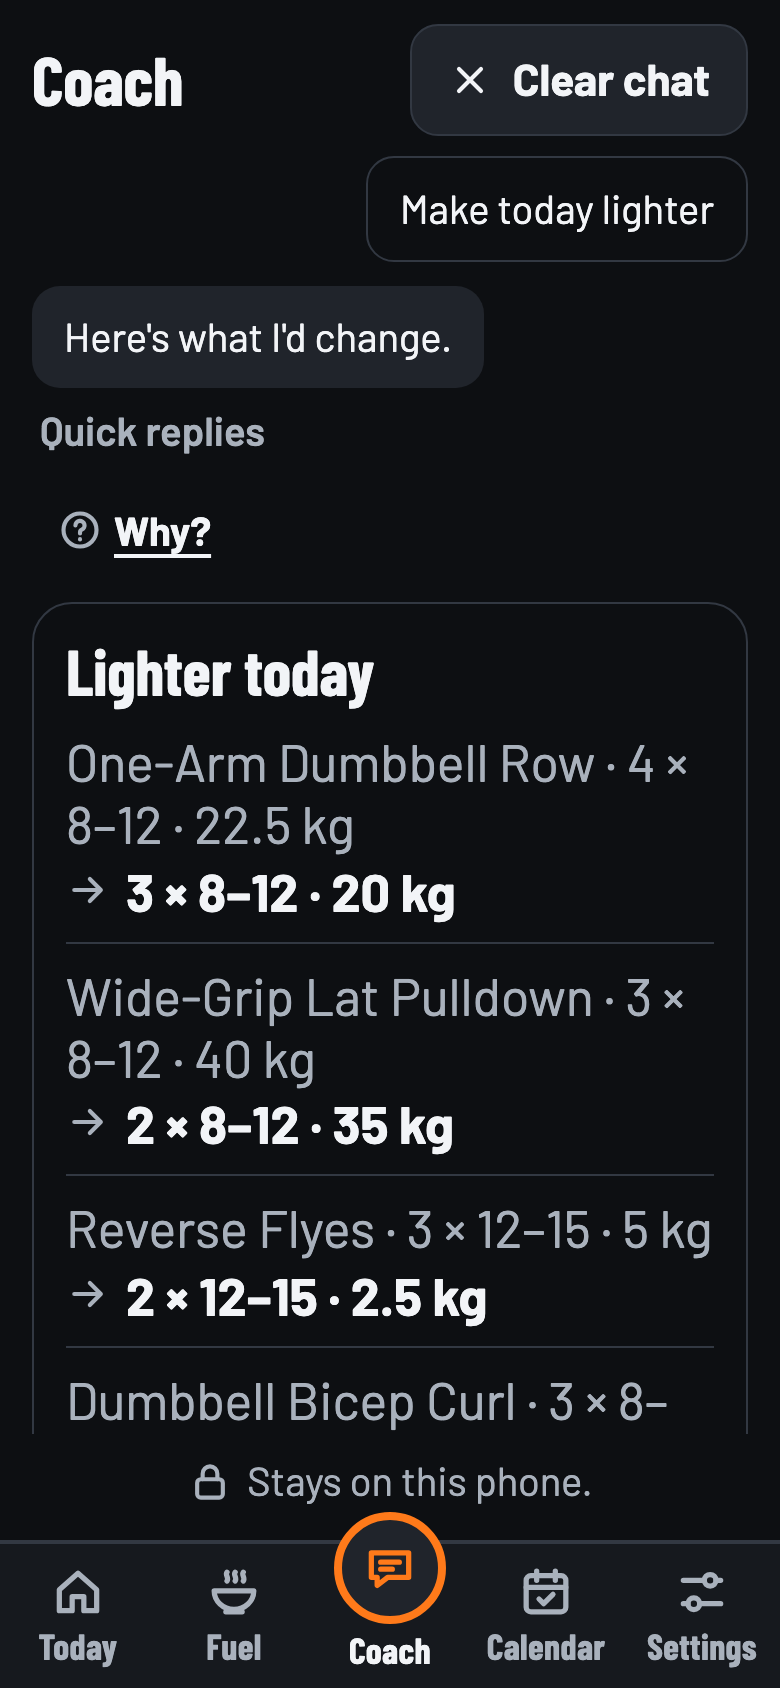 Coach
Clear chat
Make today lighter
Here's what I'd change.
Quick replies
Why?
Lighter today
One-Arm Dumbbell Row · 4 ×
8–12 · 22.5 kg
→ 3 × 8–12 · 20 kg
Wide-Grip Lat Pulldown · 3 ×
8–12 · 40 kg
→ 2 × 8–12 · 35 kg
Reverse Flyes · 3 × 12–15 · 5 kg
→ 2 × 12–15 · 2.5 kg
Dumbbell Bicep Curl · 3 × 8–
Stays on this phone.
Today
Fuel
Coach
Calendar
Settings